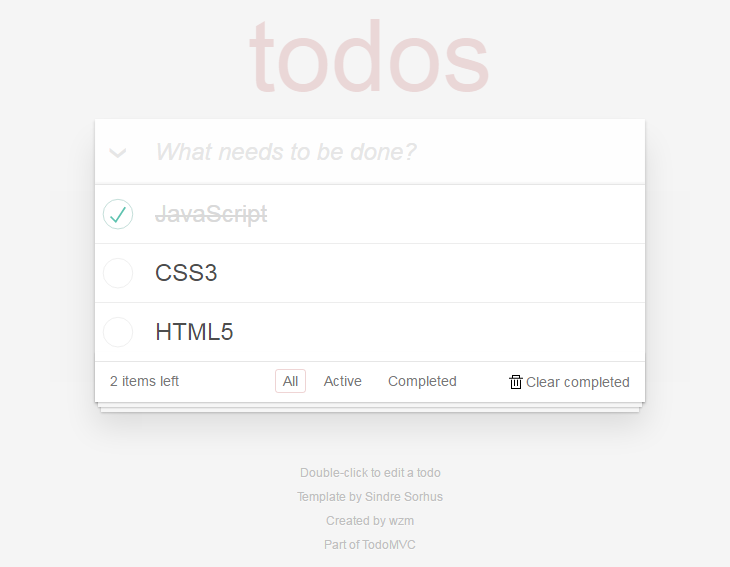 todos
What needs to be done?
JavaScript
CSS3
HTML5
2 items left All Active Completed Clear completed
Double-click to edit a todo
Template by Sindre Sorhus
Created by wzm
Part of TodoMVC